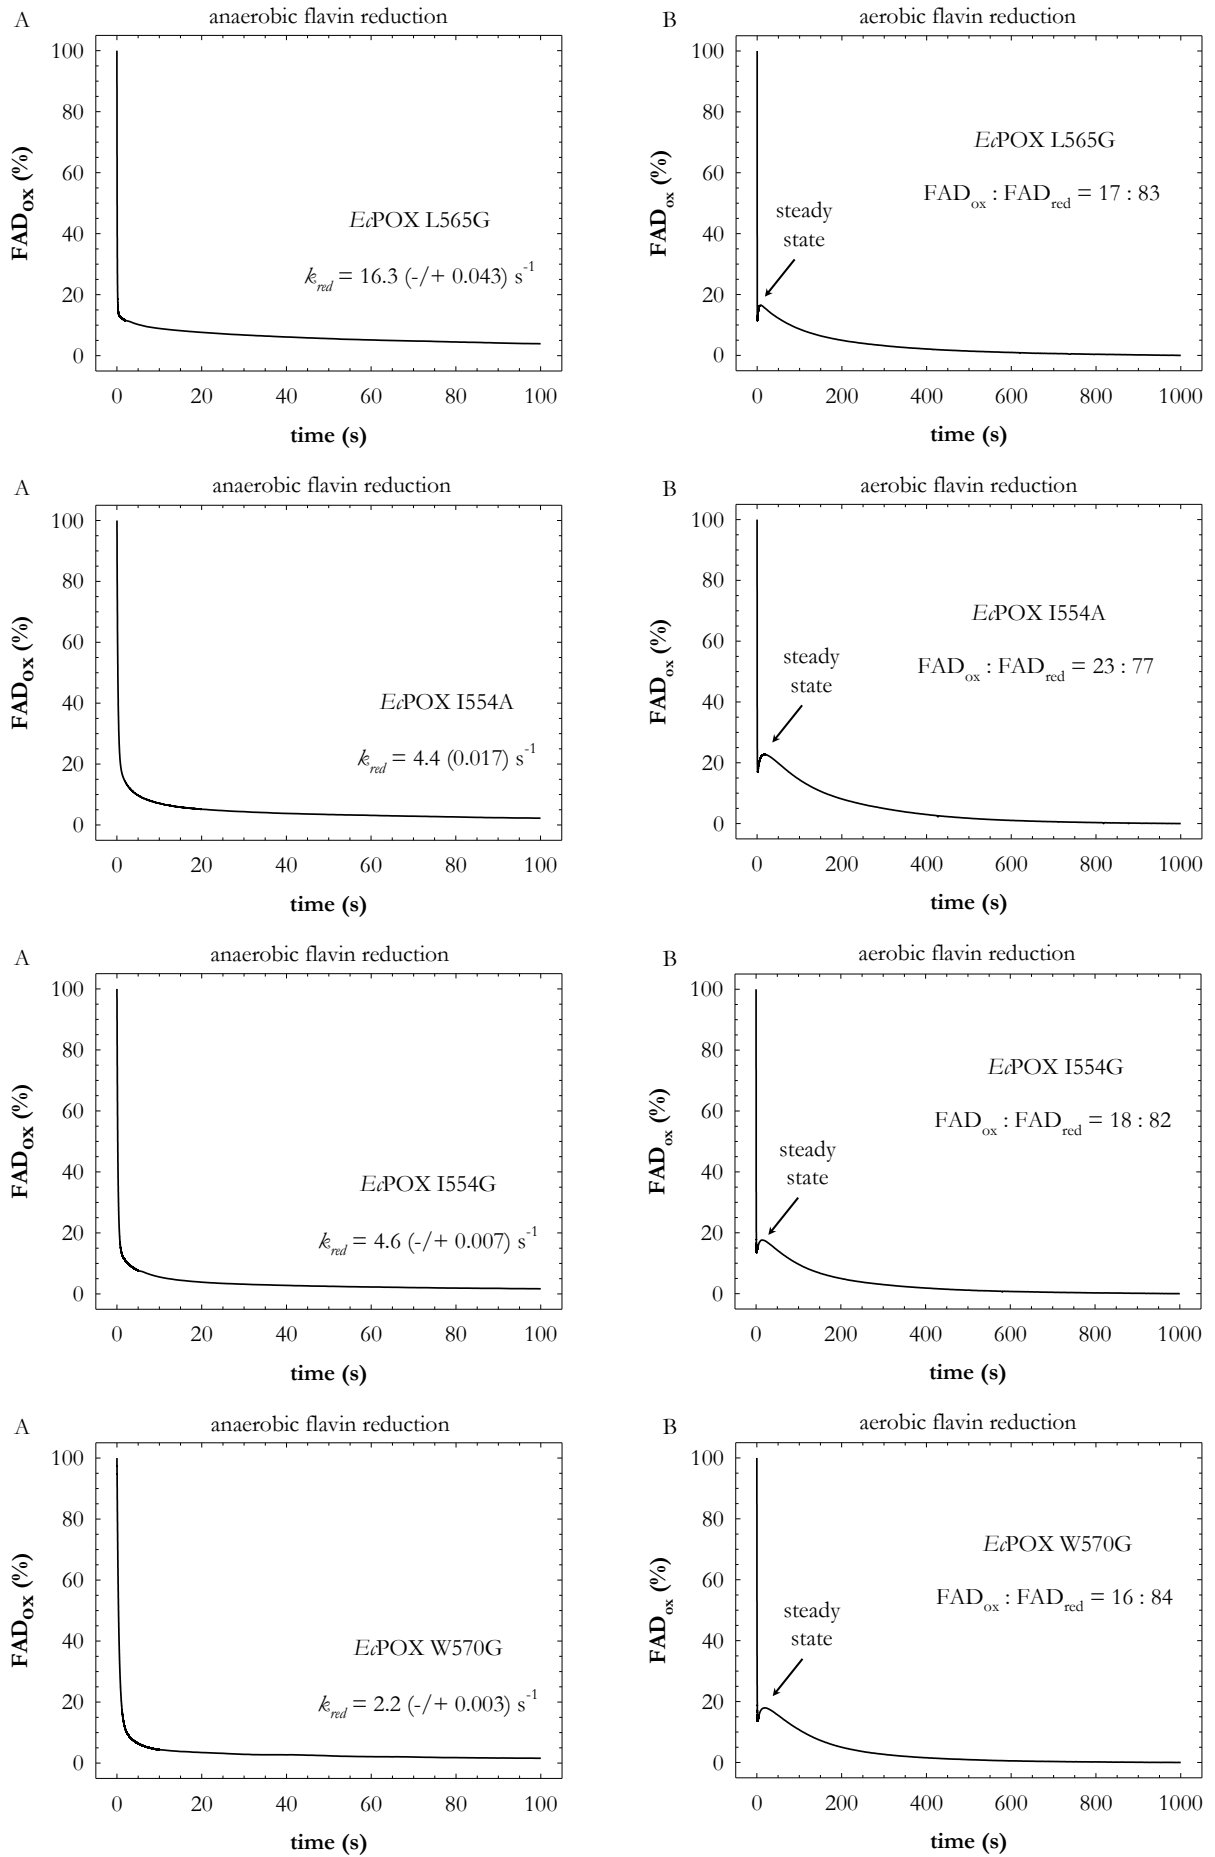 A
anaerobic flavin reduction
FADox (%)
100
80
60
40
20
0
EcPOX L565G
kred = 16.3 (-/+ 0.043) s-1
0 20 40 60 80 100
time (s)
B
aerobic flavin reduction
FADox (%)
100
80
60
40
20
0
EcPOX L565G
FADox : FADred = 17 : 83
steady
state
0 200 400 600 800 1000
time (s)
A
anaerobic flavin reduction
FADox (%)
100
80
60
40
20
0
EcPOX I554A
kred = 4.4 (0.017) s-1
0 20 40 60 80 100
time (s)
B
aerobic flavin reduction
FADox (%)
100
80
60
40
20
0
EcPOX I554A
FADox : FADred = 23 : 77
steady
state
0 200 400 600 800 1000
time (s)
A
anaerobic flavin reduction
FADox (%)
100
80
60
40
20
0
EcPOX I554G
kred = 4.6 (-/+ 0.007) s-1
0 20 40 60 80 100
time (s)
B
aerobic flavin reduction
FADox (%)
100
80
60
40
20
0
EcPOX I554G
FADox : FADred = 18 : 82
steady
state
0 200 400 600 800 1000
time (s)
A
anaerobic flavin reduction
FADox (%)
100
80
60
40
20
0
EcPOX W570G
kred = 2.2 (-/+ 0.003) s-1
0 20 40 60 80 100
time (s)
B
aerobic flavin reduction
FADox (%)
100
80
60
40
20
0
EcPOX W570G
FADox : FADred = 16 : 84
steady
state
0 200 400 600 800 1000
time (s)